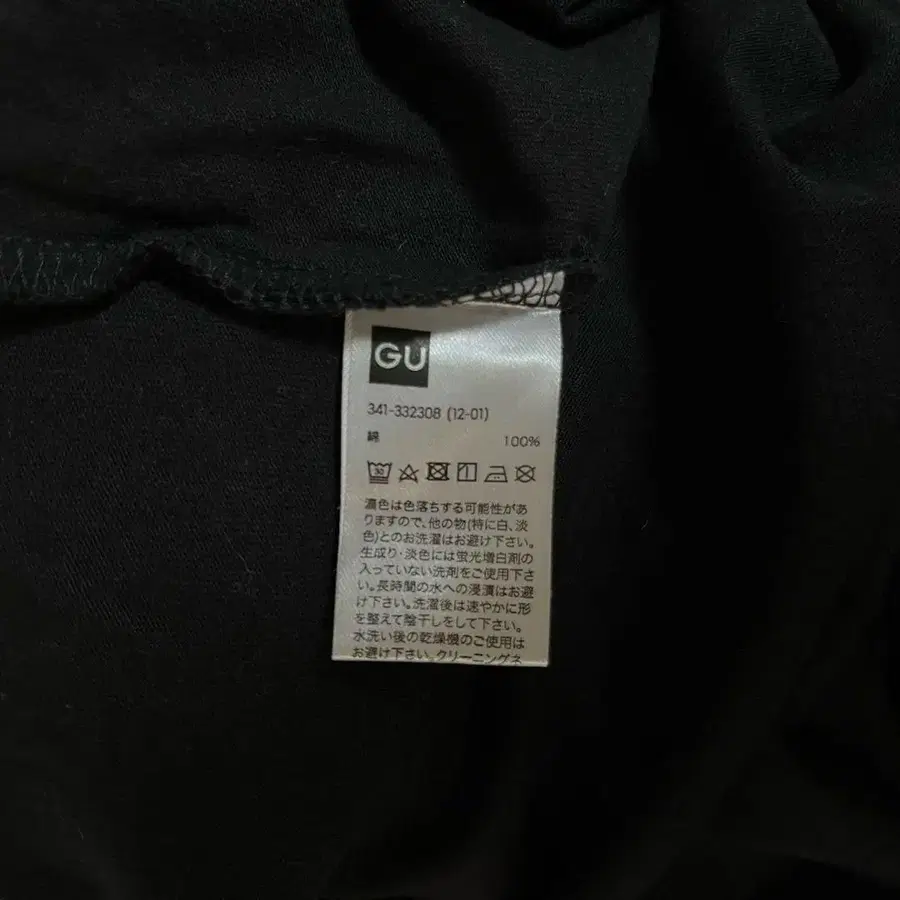 GU
341-332308 (12-01)
綿 100%
30
濃色は色落ちする可能性があ
りますので、他の物(特に白、淡
色)とのお洗濯はお避け下さい。
生成り・淡色には蛍光増白剤の
入っていない洗剤をご使用下さ
い。長時間の水への浸漬はお避
け下さい。洗濯後は速やかに形
を整えて陰干しをして下さい。
水洗い後の乾燥機のご使用は
お避け下さい。クリーニングネ